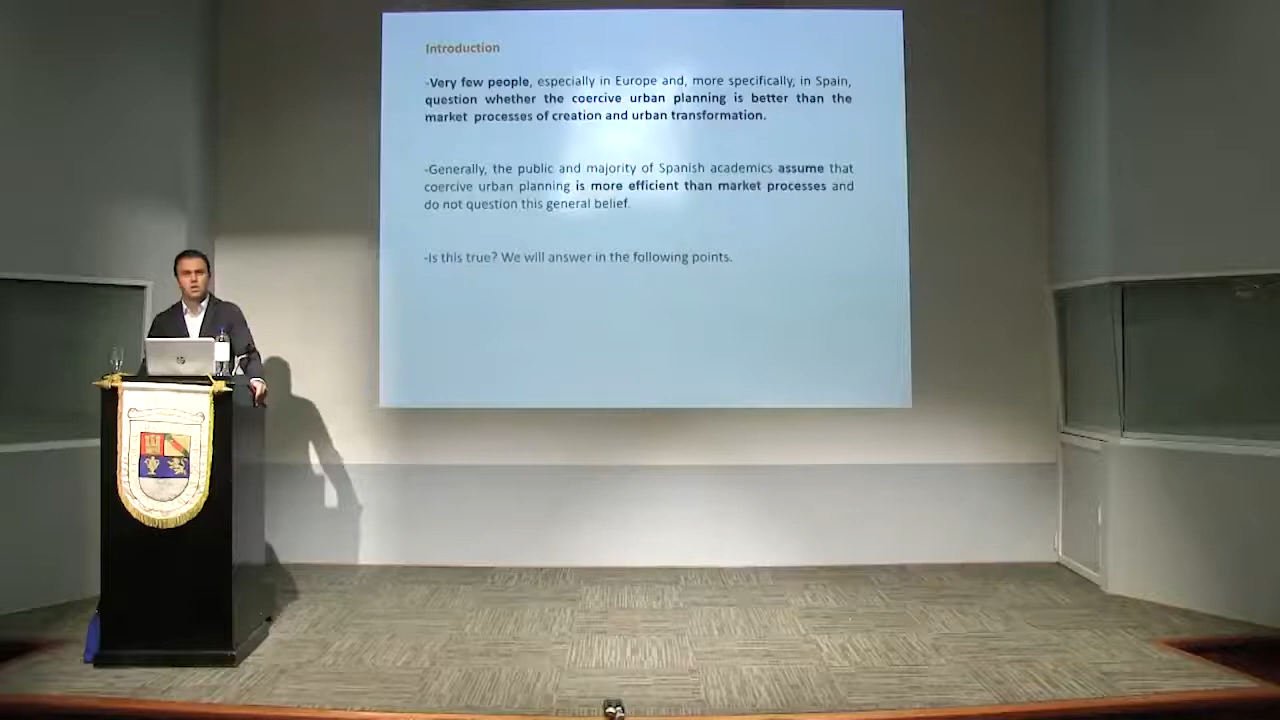 Introduction
-Very few people, especially in Europe and, more specifically, in Spain,
question whether the coercive urban planning is better than the
market processes of creation and urban transformation.
-Generally, the public and majority of Spanish academics assume that
coercive urban planning is more efficient than market processes and
do not question this general belief.
-Is this true? We will answer in the following points.